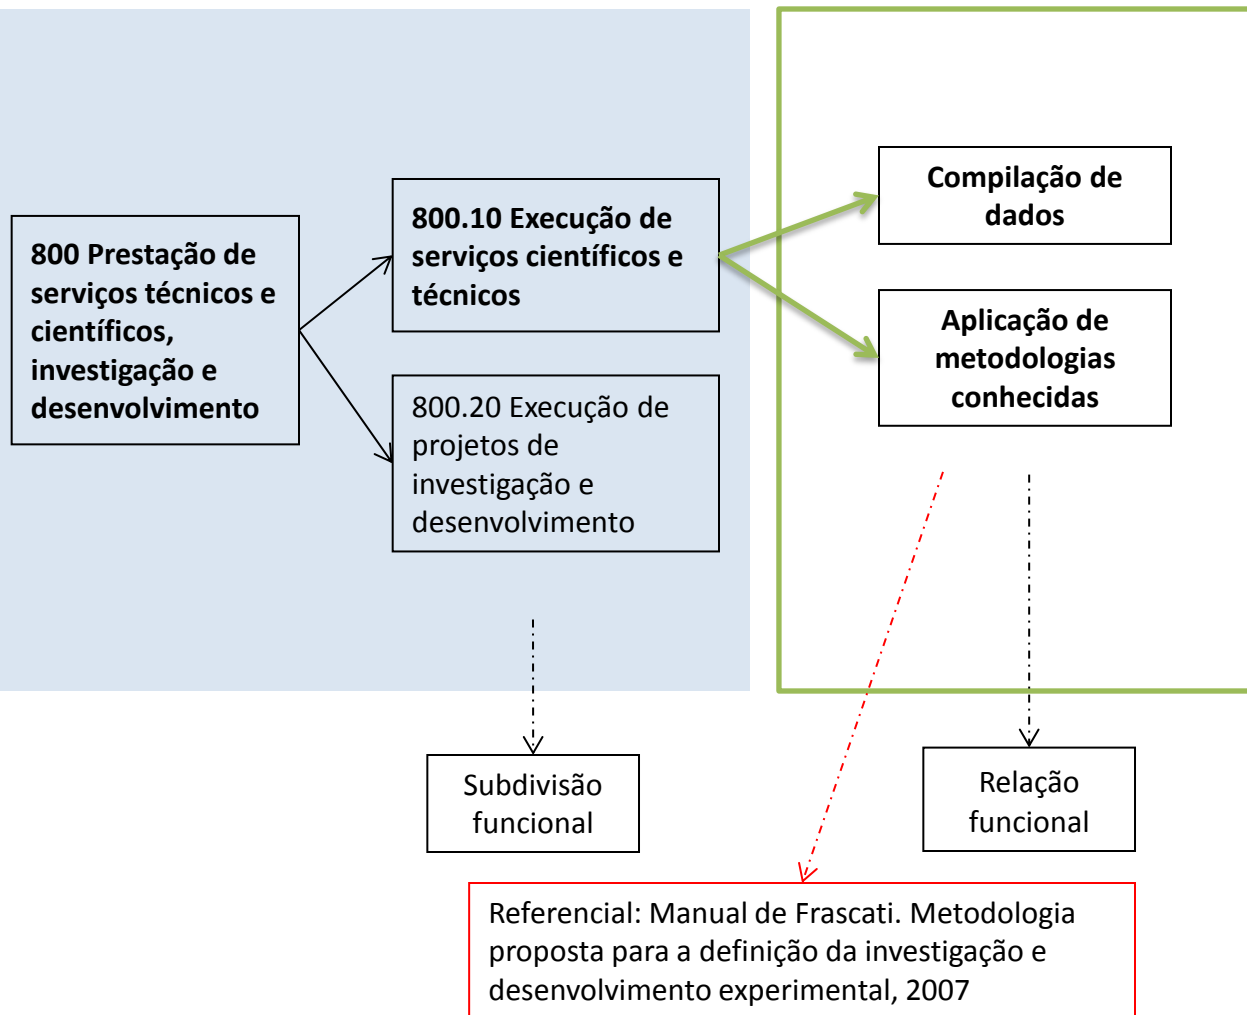 800 Prestação de
serviços técnicos e
científicos,
investigação e
desenvolvimento
800.10 Execução de
serviços científicos e
técnicos
800.20 Execução de
projetos de
investigação e
desenvolvimento
Compilação de
dados
Aplicação de
metodologias
conhecidas
Subdivisão
funcional
Relação
funcional
Referencial: Manual de Frascati. Metodologia
proposta para a definição da investigação e
desenvolvimento experimental, 2007